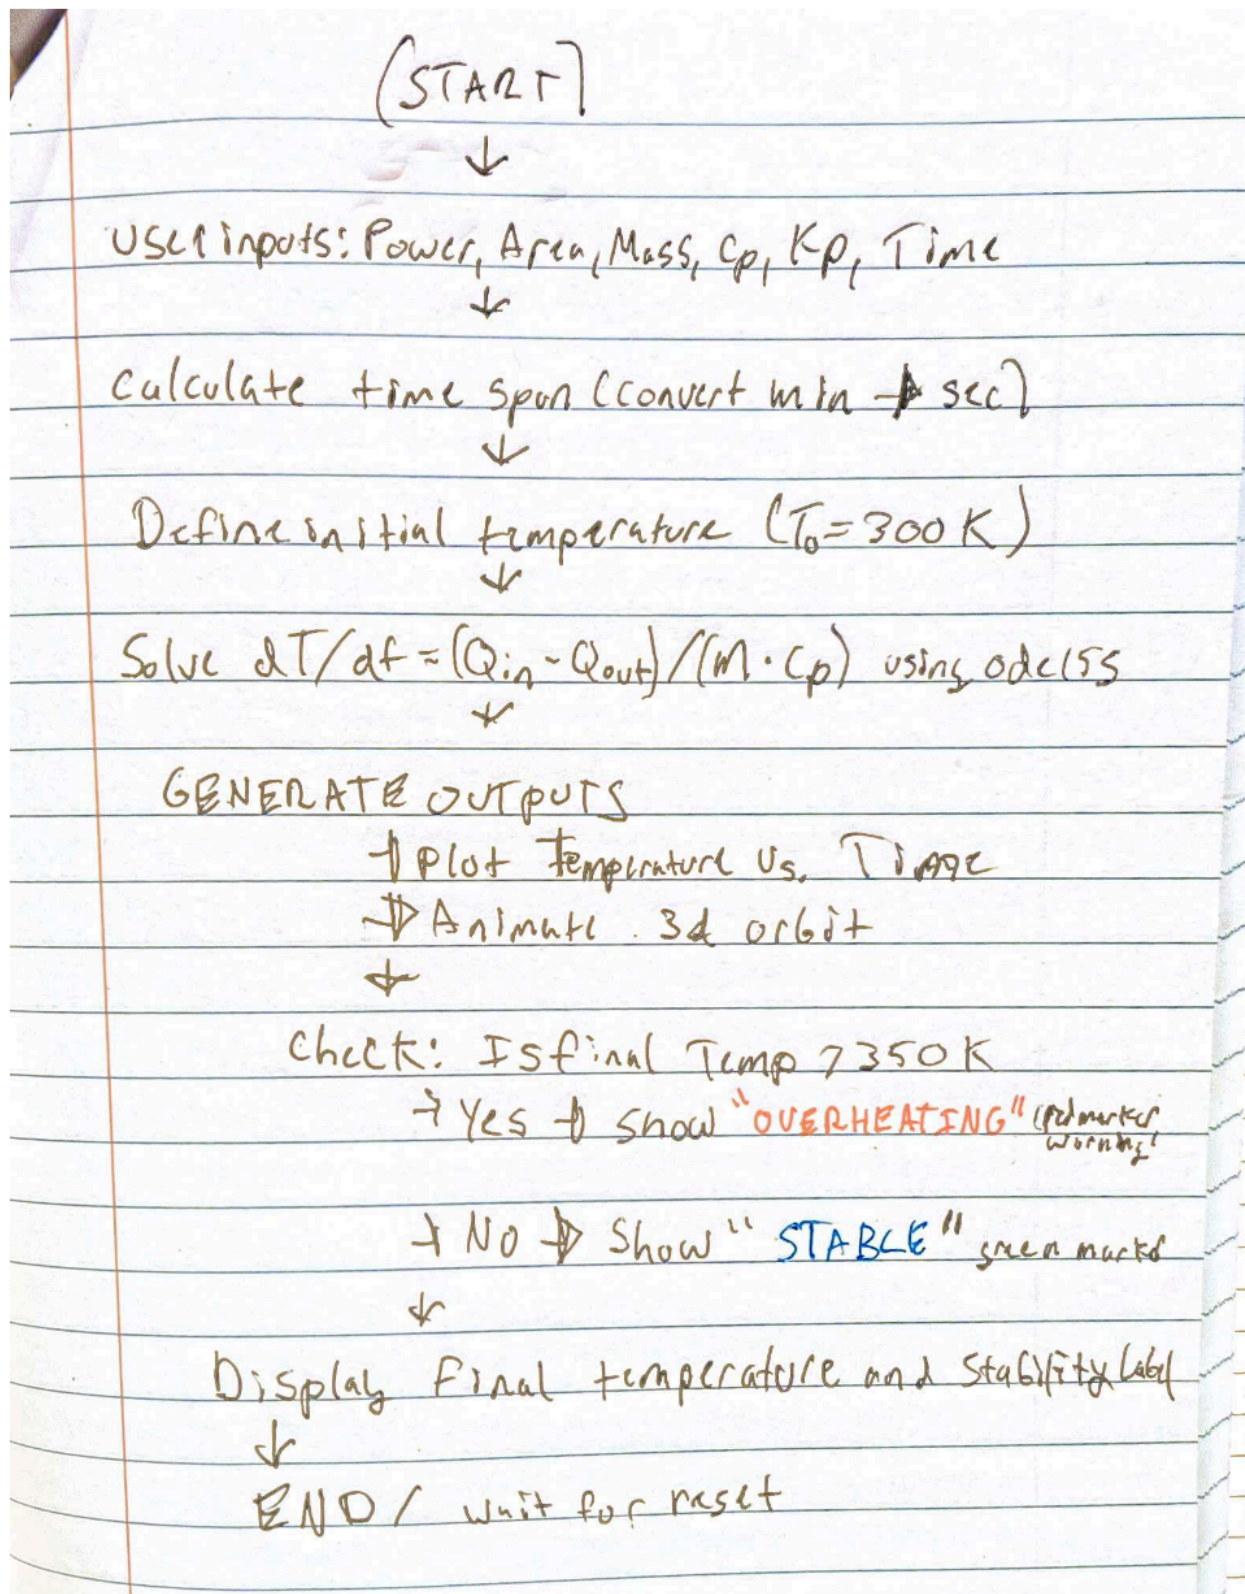 (START)
↓
User inputs: Power, Area, Mass, Cp, Kp, Time
↓
Calculate time span (convert min → sec)
↓
Define initial temperature (T₀ = 300 K)
↓
Solve dT/dt = (Qin - Qout)/(m · Cp) using ode15s
↓
GENERATE OUTPUTS
→ Plot Temperature vs. Time
→ Animate 3d orbit
↓
Check: Is final Temp > 350 K
→ Yes → show "OVERHEATING" (red marker
warning)
→ No → Show "STABLE" green marker
↓
Display Final temperature and Stability Label
↓
END / wait for reset